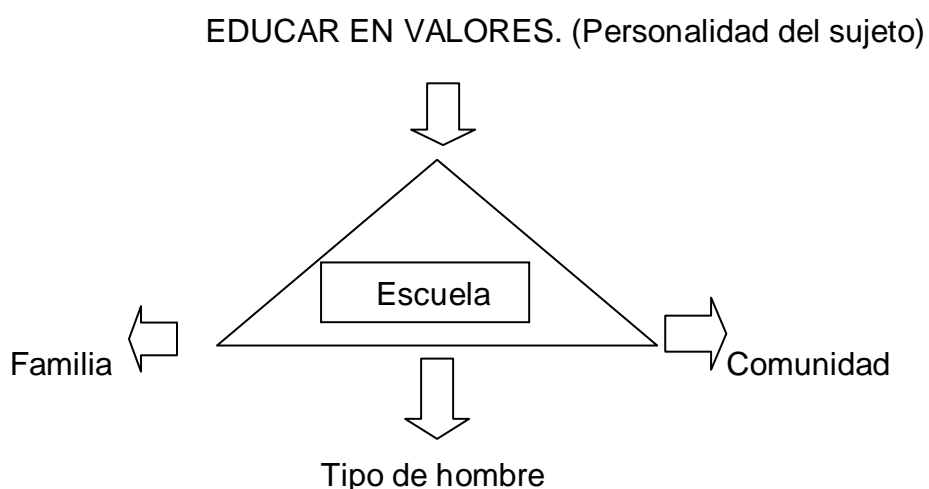 EDUCAR EN VALORES. (Personalidad del sujeto)
Escuela
Familia
Comunidad
Tipo de hombre